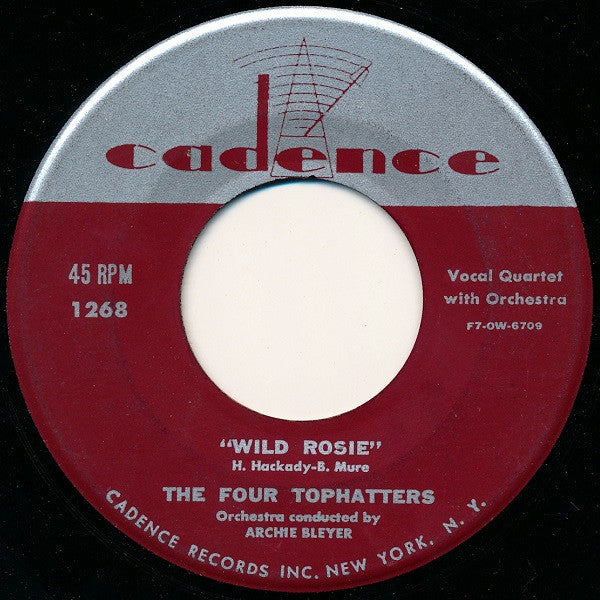 cadence
45 RPM
1268
Vocal Quartet
with Orchestra
F7-OW-6709
"WILD ROSIE"
H. Hackady-B. Mure
THE FOUR TOPHATTERS
Orchestra conducted by
ARCHIE BLEYER
CADENCE RECORDS INC. NEW YORK, N. Y.